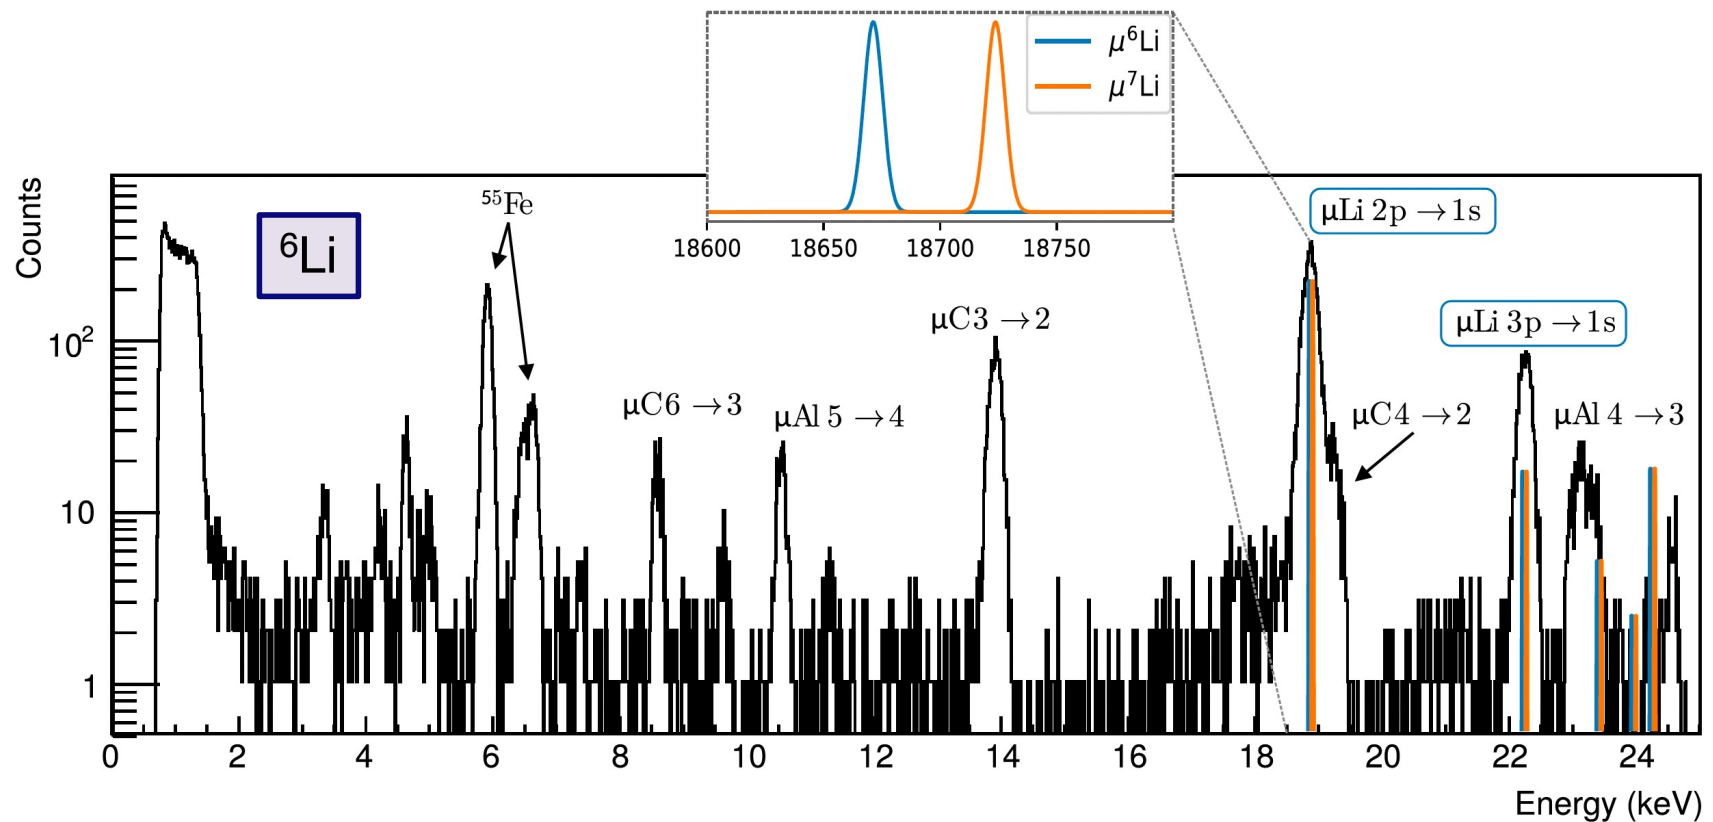 μ⁶Li
μ⁷Li
18600 18650 18700 18750
Counts
⁵⁵Fe
⁶Li
μLi 2p →1s
μC3 →2
μLi 3p →1s
10²
μC6 →3
μAl 5 →4
μC4 →2
μAl 4 →3
10
1
0 2 4 6 8 10 12 14 16 18 20 22 24
Energy (keV)